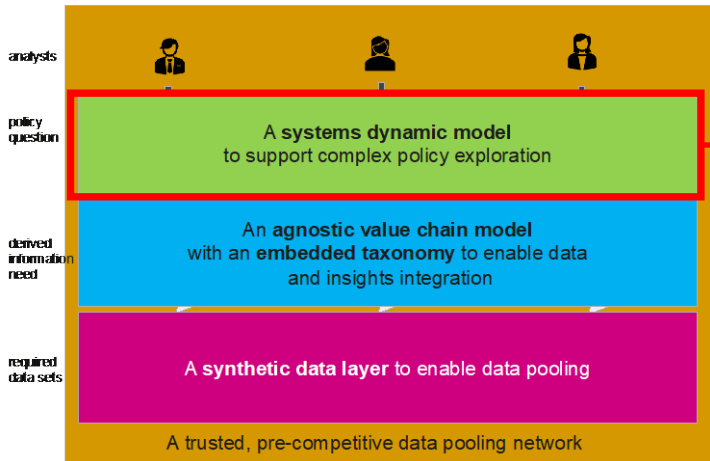 analysts
policy
question
A systems dynamic model
to support complex policy exploration
derived
information
need
An agnostic value chain model
with an embedded taxonomy to enable data
and insights integration
required
data sets
A synthetic data layer to enable data pooling
A trusted, pre-competitive data pooling network